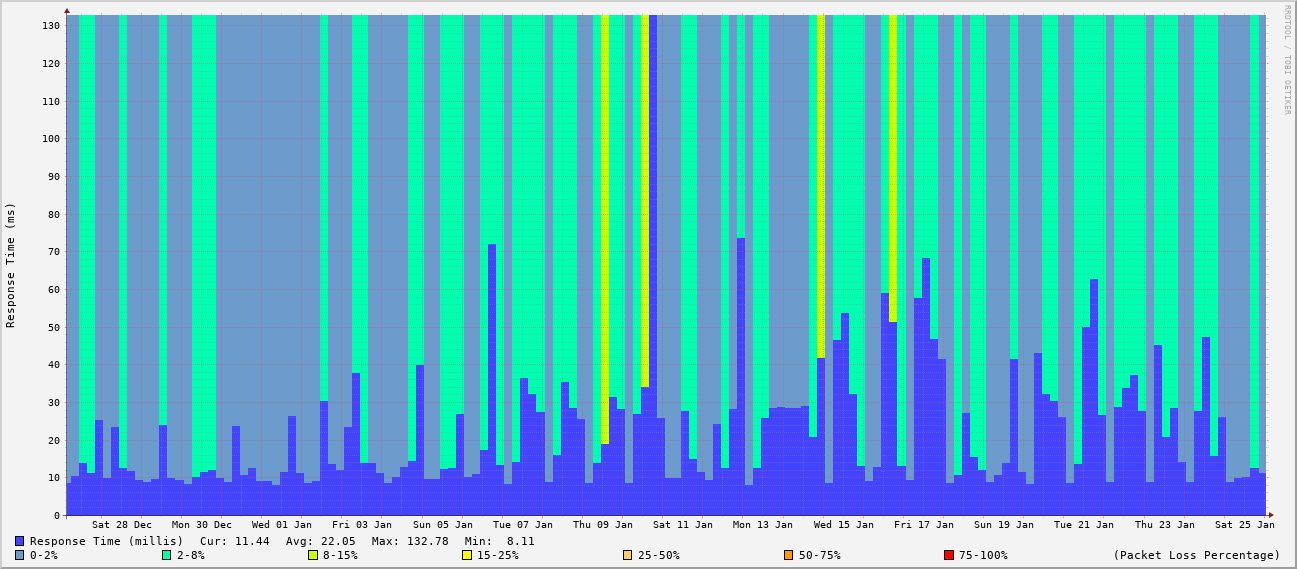 RRDTOOL / TOBI OETIKER
Response Time (ms)
130
120
110
100
90
80
70
60
50
40
30
20
10
0
Sat 28 Dec Mon 30 Dec Wed 01 Jan Fri 03 Jan Sun 05 Jan Tue 07 Jan Thu 09 Jan Sat 11 Jan Mon 13 Jan Wed 15 Jan Fri 17 Jan Sun 19 Jan Tue 21 Jan Thu 23 Jan Sat 25 Jan
Response Time (millis) Cur: 11.44 Avg: 22.05 Max: 132.78 Min: 8.11
0-2% 2-8% 8-15% 15-25% 25-50% 50-75% 75-100% (Packet Loss Percentage)